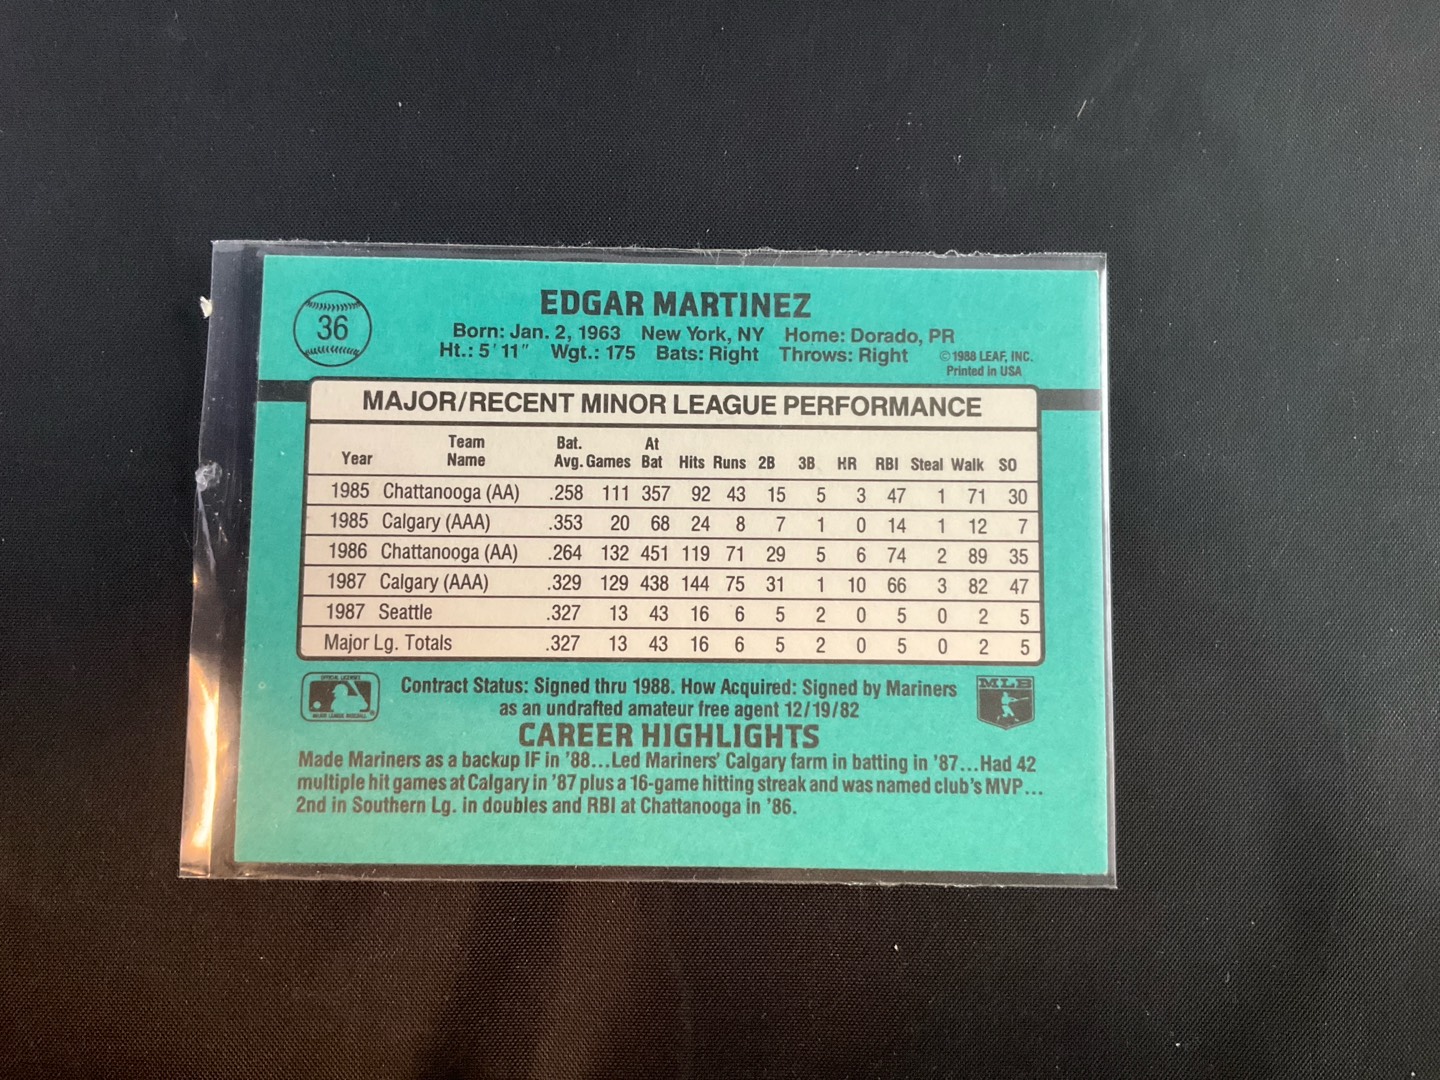 36
EDGAR MARTINEZ
Born: Jan. 2, 1963 New York, NY Home: Dorado, PR
Ht.: 5' 11" Wgt.: 175 Bats: Right Throws: Right
© 1988 LEAF, INC.
Printed in USA
MAJOR/RECENT MINOR LEAGUE PERFORMANCE
Year Team Name Bat. Avg. Games At Bat Hits Runs 2B 3B HR RBI Steal Walk SO
1985 Chattanooga (AA) .258 111 357 92 43 15 5 3 47 1 71 30
1985 Calgary (AAA) .353 20 68 24 8 7 1 0 14 1 12 7
1986 Chattanooga (AA) .264 132 451 119 71 29 5 6 74 2 89 35
1987 Calgary (AAA) .329 129 438 144 75 31 1 10 66 3 82 47
1987 Seattle .327 13 43 16 6 5 2 0 5 0 2 5
Major Lg. Totals .327 13 43 16 6 5 2 0 5 0 2 5
Contract Status: Signed thru 1988. How Acquired: Signed by Mariners
as an undrafted amateur free agent 12/19/82
MLB
CAREER HIGHLIGHTS
Made Mariners as a backup IF in '88...Led Mariners' Calgary farm in batting in '87...Had 42
multiple hit games at Calgary in '87 plus a 16-game hitting streak and was named club's MVP...
2nd in Southern Lg. in doubles and RBI at Chattanooga in '86.